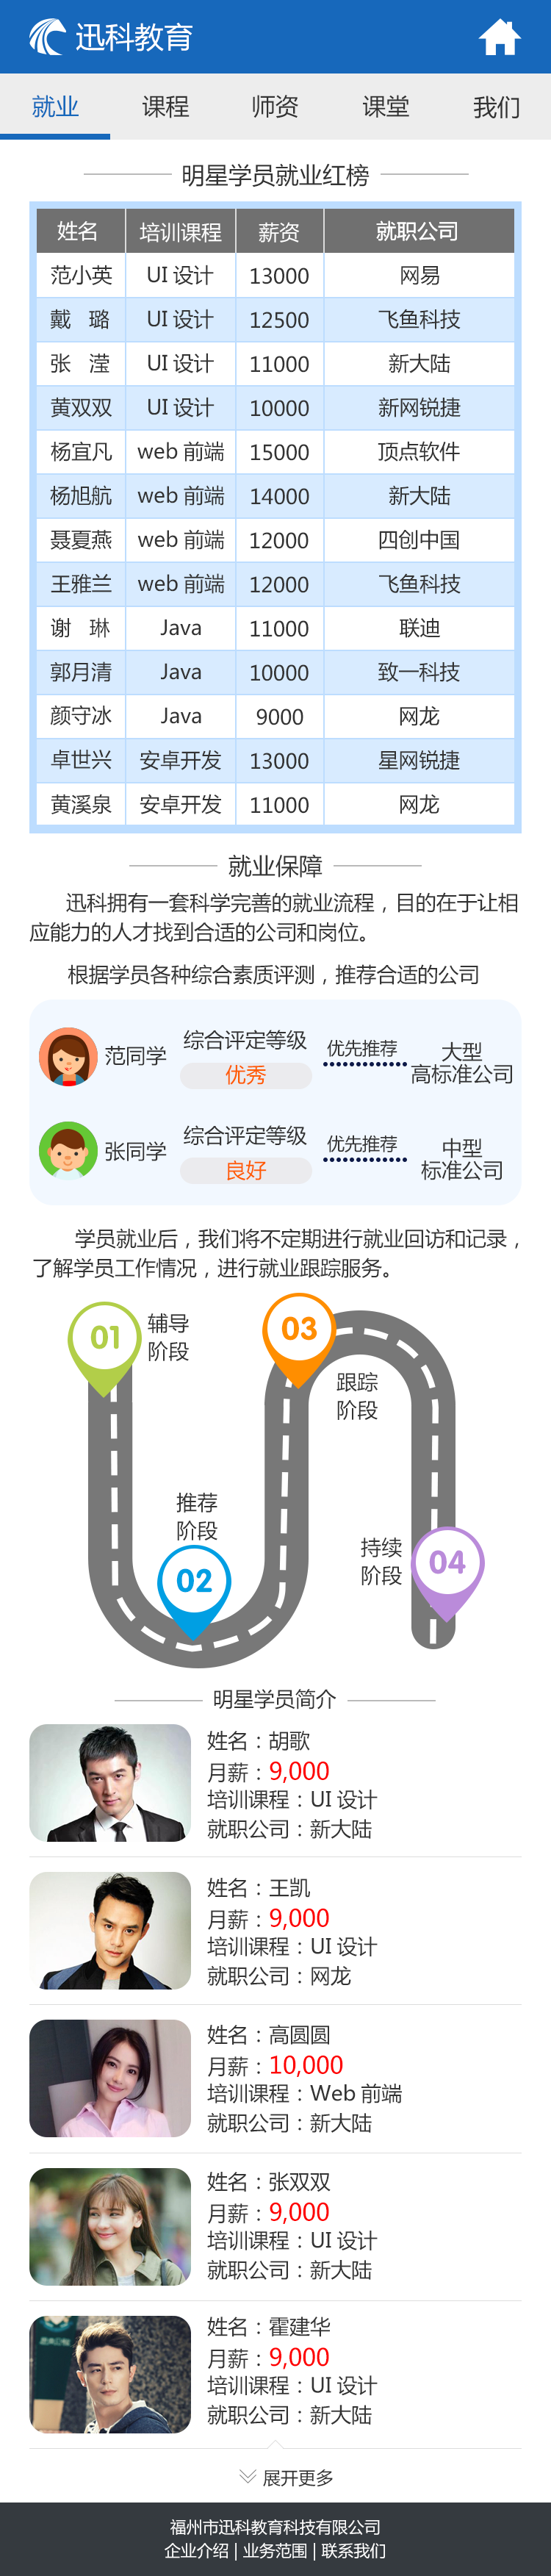 迅科教育
就业 课程 师资 课堂 我们
明星学员就业红榜
姓名 培训课程 薪资 就职公司
范小英 UI 设计 13000 网易
戴 璐 UI 设计 12500 飞鱼科技
张 滢 UI 设计 11000 新大陆
黄双双 UI 设计 10000 新网锐捷
杨宜凡 web 前端 15000 顶点软件
杨旭航 web 前端 14000 新大陆
聂夏燕 web 前端 12000 四创中国
王雅兰 web 前端 12000 飞鱼科技
谢 琳 Java 11000 联迪
郭月清 Java 10000 致一科技
颜守冰 Java 9000 网龙
卓世兴 安卓开发 13000 星网锐捷
黄溪泉 安卓开发 11000 网龙
就业保障
迅科拥有一套科学完善的就业流程，目的在于让相
应能力的人才找到合适的公司和岗位。
根据学员各种综合素质评测，推荐合适的公司
范同学
综合评定等级
优秀
优先推荐
大型
高标准公司
张同学
综合评定等级
良好
优先推荐
中型
标准公司
学员就业后，我们将不定期进行就业回访和记录，
了解学员工作情况，进行就业跟踪服务。
01
辅导
阶段
03
跟踪
阶段
推荐
阶段
02
持续
阶段
04
明星学员简介
姓名：胡歌
月薪：9,000
培训课程：UI 设计
就职公司：新大陆
姓名：王凯
月薪：9,000
培训课程：UI 设计
就职公司：网龙
姓名：高圆圆
月薪：10,000
培训课程：Web 前端
就职公司：新大陆
姓名：张双双
月薪：9,000
培训课程：UI 设计
就职公司：新大陆
姓名：霍建华
月薪：9,000
培训课程：UI 设计
就职公司：新大陆
展开更多
福州市迅科教育科技有限公司
企业介绍 | 业务范围 | 联系我们